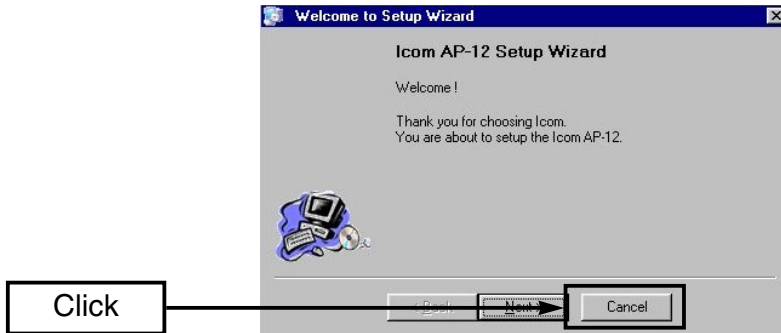 Welcome to Setup Wizard
Icom AP-12 Setup Wizard
Welcome !
Thank you for choosing Icom.
You are about to setup the Icom AP-12.
Click
< Back Next > Cancel